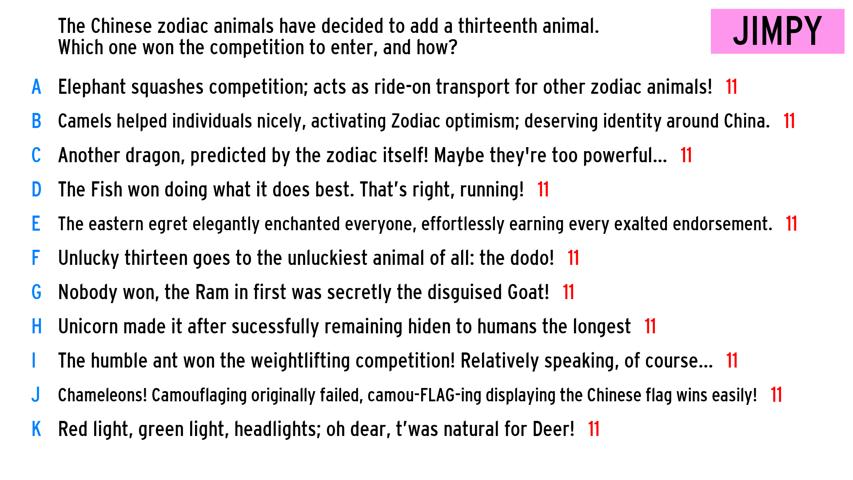 The Chinese zodiac animals have decided to add a thirteenth animal.
Which one won the competition to enter, and how?
JIMPY
A Elephant squashes competition; acts as ride-on transport for other zodiac animals! 11
B Camels helped individuals nicely, activating Zodiac optimism; deserving identity around China. 11
C Another dragon, predicted by the zodiac itself! Maybe they're too powerful... 11
D The Fish won doing what it does best. That's right, running! 11
E The eastern egret elegantly enchanted everyone, effortlessly earning every exalted endorsement. 11
F Unlucky thirteen goes to the unluckiest animal of all: the dodo! 11
G Nobody won, the Ram in first was secretly the disguised Goat! 11
H Unicorn made it after sucessfully remaining hiden to humans the longest 11
I The humble ant won the weightlifting competition! Relatively speaking, of course... 11
J Chameleons! Camouflaging originally failed, camou-FLAG-ing displaying the Chinese flag wins easily! 11
K Red light, green light, headlights; oh dear, t'was natural for Deer! 11